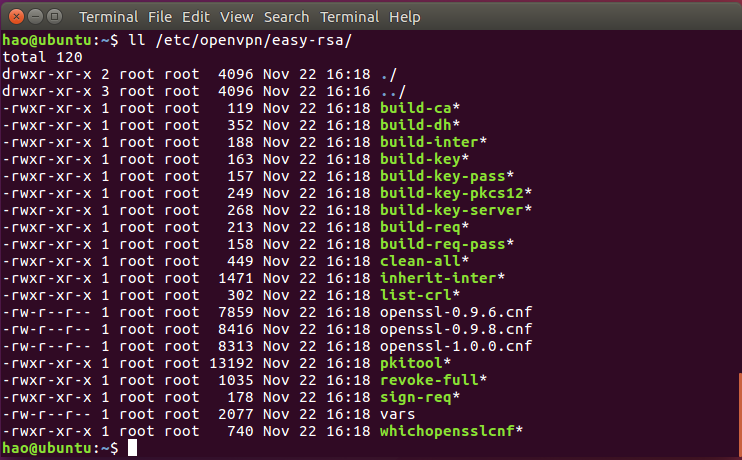 Terminal File Edit View Search Terminal Help
hao@ubuntu:~$ ll /etc/openvpn/easy-rsa/
total 120
drwxr-xr-x 2 root root  4096 Nov 22 16:18 ./
drwxr-xr-x 3 root root  4096 Nov 22 16:16 ../
-rwxr-xr-x 1 root root   119 Nov 22 16:18 build-ca*
-rwxr-xr-x 1 root root   352 Nov 22 16:18 build-dh*
-rwxr-xr-x 1 root root   188 Nov 22 16:18 build-inter*
-rwxr-xr-x 1 root root   163 Nov 22 16:18 build-key*
-rwxr-xr-x 1 root root   157 Nov 22 16:18 build-key-pass*
-rwxr-xr-x 1 root root   249 Nov 22 16:18 build-key-pkcs12*
-rwxr-xr-x 1 root root   268 Nov 22 16:18 build-key-server*
-rwxr-xr-x 1 root root   213 Nov 22 16:18 build-req*
-rwxr-xr-x 1 root root   158 Nov 22 16:18 build-req-pass*
-rwxr-xr-x 1 root root   449 Nov 22 16:18 clean-all*
-rwxr-xr-x 1 root root  1471 Nov 22 16:18 inherit-inter*
-rwxr-xr-x 1 root root   302 Nov 22 16:18 list-crl*
-rw-r--r-- 1 root root  7859 Nov 22 16:18 openssl-0.9.6.cnf
-rw-r--r-- 1 root root  8416 Nov 22 16:18 openssl-0.9.8.cnf
-rw-r--r-- 1 root root  8313 Nov 22 16:18 openssl-1.0.0.cnf
-rwxr-xr-x 1 root root 13192 Nov 22 16:18 pkitool*
-rwxr-xr-x 1 root root  1035 Nov 22 16:18 revoke-full*
-rwxr-xr-x 1 root root   178 Nov 22 16:18 sign-req*
-rw-r--r-- 1 root root  2077 Nov 22 16:18 vars
-rwxr-xr-x 1 root root   740 Nov 22 16:18 whichopensslcnf*
hao@ubuntu:~$